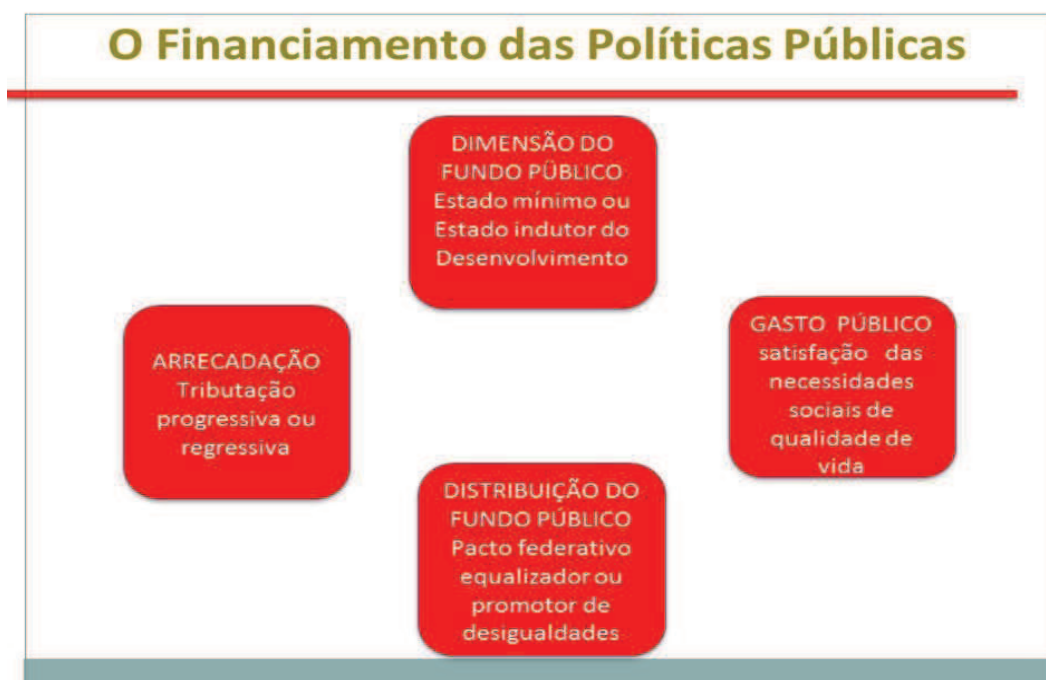 O Financiamento das Políticas Públicas
DIMENSÃO DO
FUNDO PÚBLICO
Estado mínimo ou
Estado indutor do
Desenvolvimento
ARRECADAÇÃO
Tributação
progressiva ou
regressiva
GASTO PÚBLICO
satisfação das
necessidades
sociais de
qualidade de
vida
DISTRIBUIÇÃO DO
FUNDO PÚBLICO
Pacto federativo
equalizador ou
promotor de
desigualdades